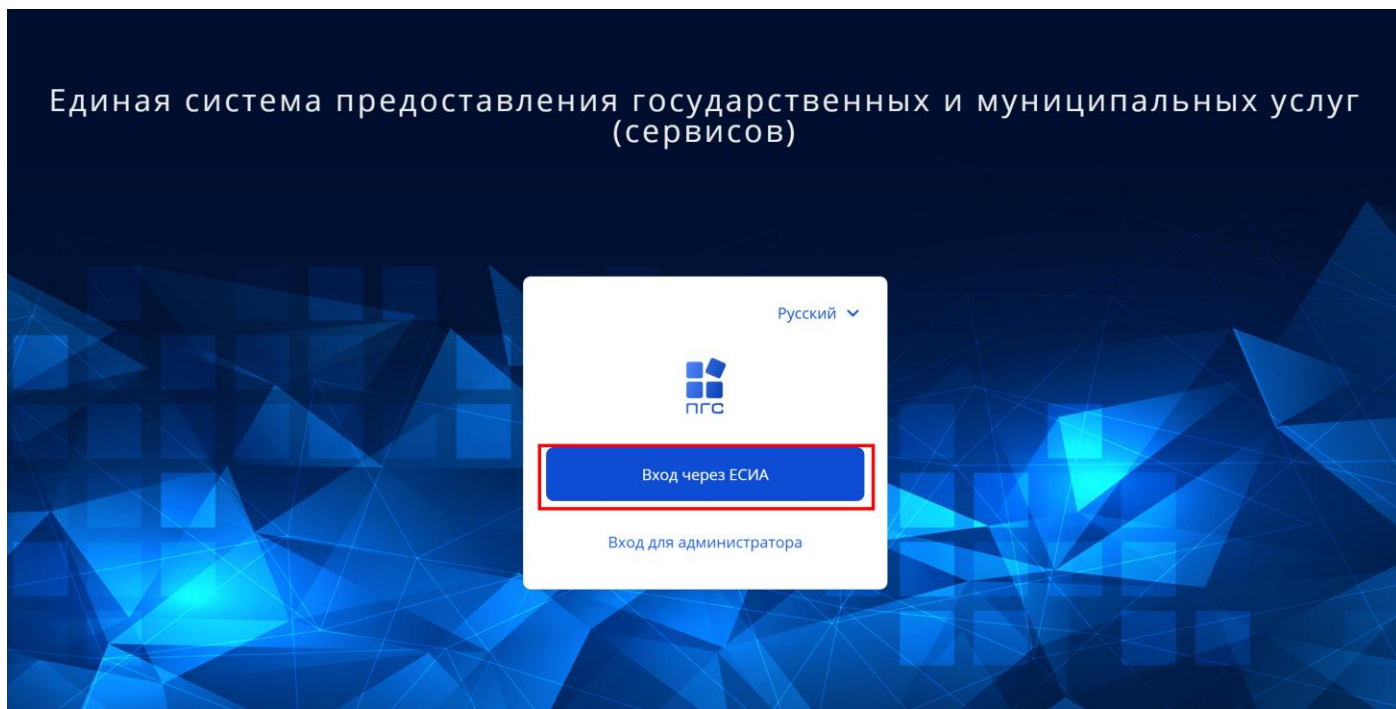 Единая система предоставления государственных и муниципальных услуг
(сервисов)
Русский
ПГС
Вход через ЕСИА
Вход для администратора